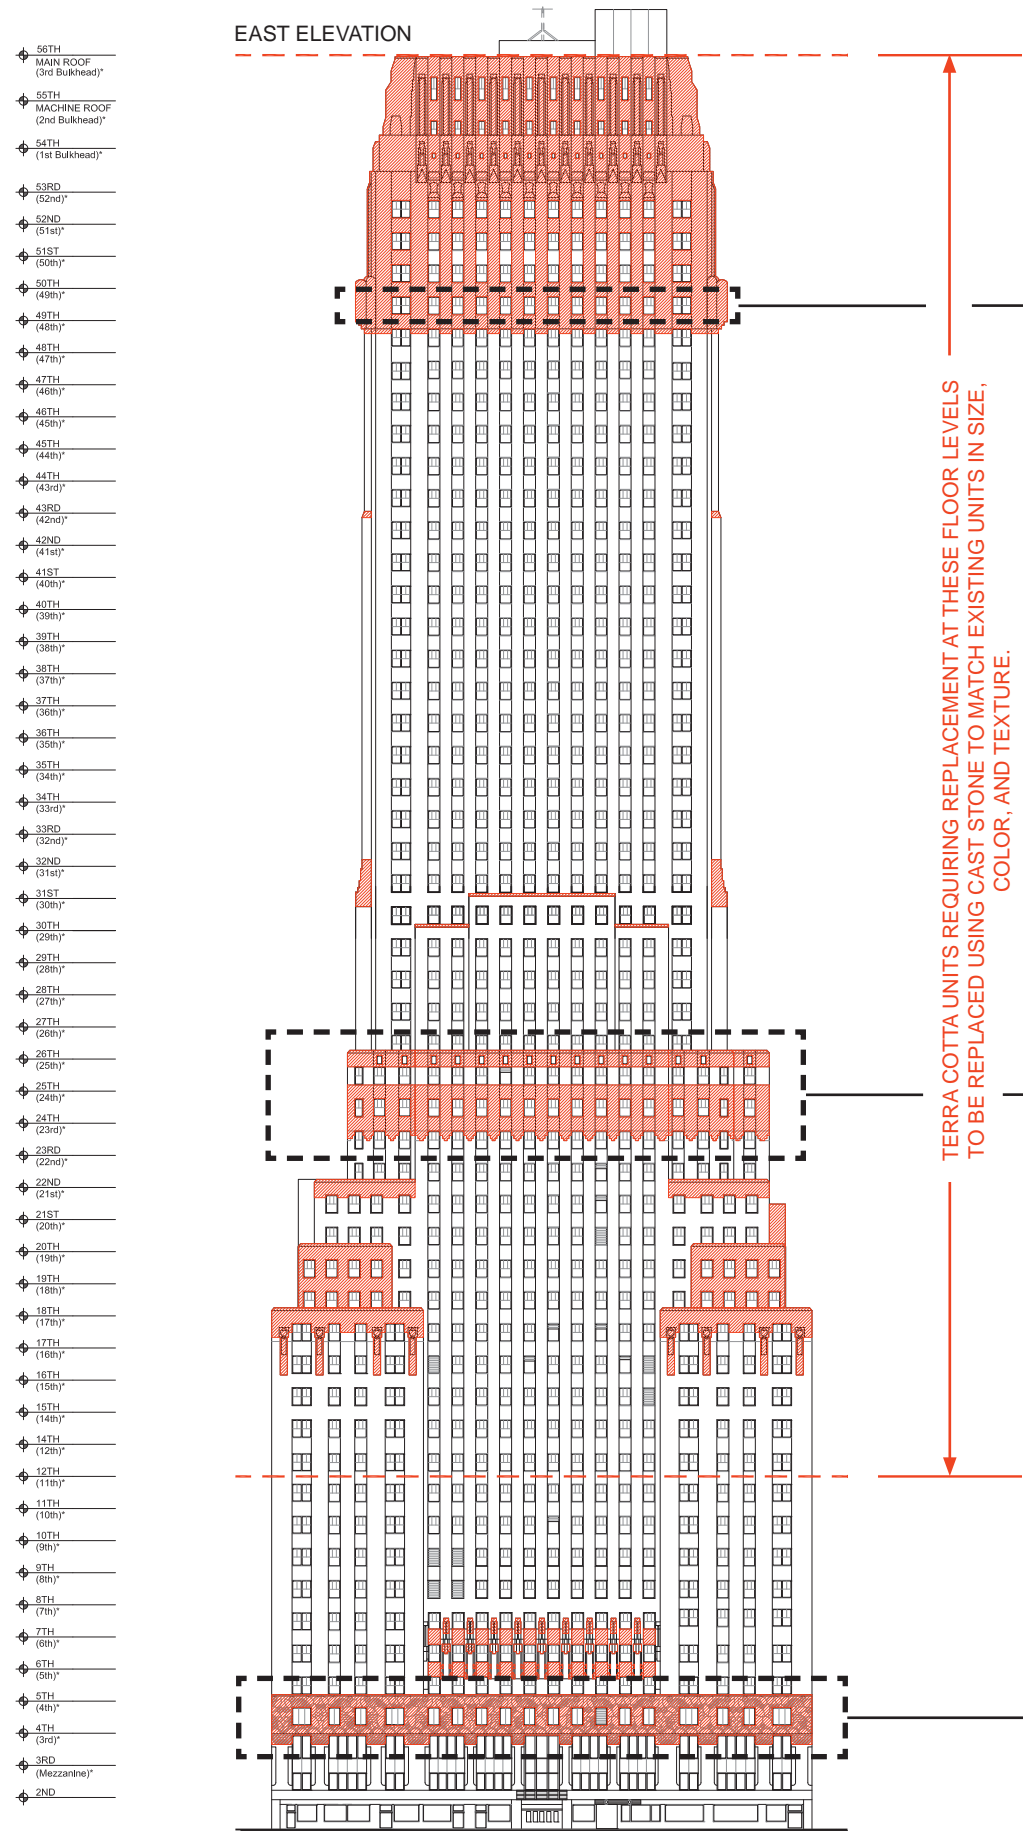 EAST ELEVATION
56TH
MAIN ROOF
(3rd Bulkhead)*
55TH
MACHINE ROOF
(2nd Bulkhead)*
54TH
(1st Bulkhead)*
53RD
(52nd)*
52ND
(51st)*
51ST
(50th)*
50TH
(49th)*
49TH
(48th)*
48TH
(47th)*
47TH
(46th)*
46TH
(45th)*
45TH
(44th)*
44TH
(43rd)*
43RD
(42nd)*
42ND
(41st)*
41ST
(40th)*
40TH
(39th)*
39TH
(38th)*
38TH
(37th)*
37TH
(36th)*
36TH
(35th)*
35TH
(34th)*
34TH
(33rd)*
33RD
(32nd)*
32ND
(31st)*
31ST
(30th)*
30TH
(29th)*
29TH
(28th)*
28TH
(27th)*
27TH
(26th)*
26TH
(25th)*
25TH
(24th)*
24TH
(23rd)*
23RD
(22nd)*
22ND
(21st)*
21ST
(20th)*
20TH
(19th)*
19TH
(18th)*
18TH
(17th)*
17TH
(16th)*
16TH
(15th)*
15TH
(14th)*
14TH
(12th)*
12TH
(11th)*
11TH
(10th)*
10TH
(9th)*
9TH
(8th)*
8TH
(7th)*
7TH
(6th)*
6TH
(5th)*
5TH
(4th)*
4TH
(3rd)*
3RD
(Mezzanine)*
2ND
TERRA COTTA UNITS REQUIRING REPLACEMENT AT THESE FLOOR LEVELS
TO BE REPLACED USING CAST STONE TO MATCH EXISTING UNITS IN SIZE,
COLOR, AND TEXTURE.